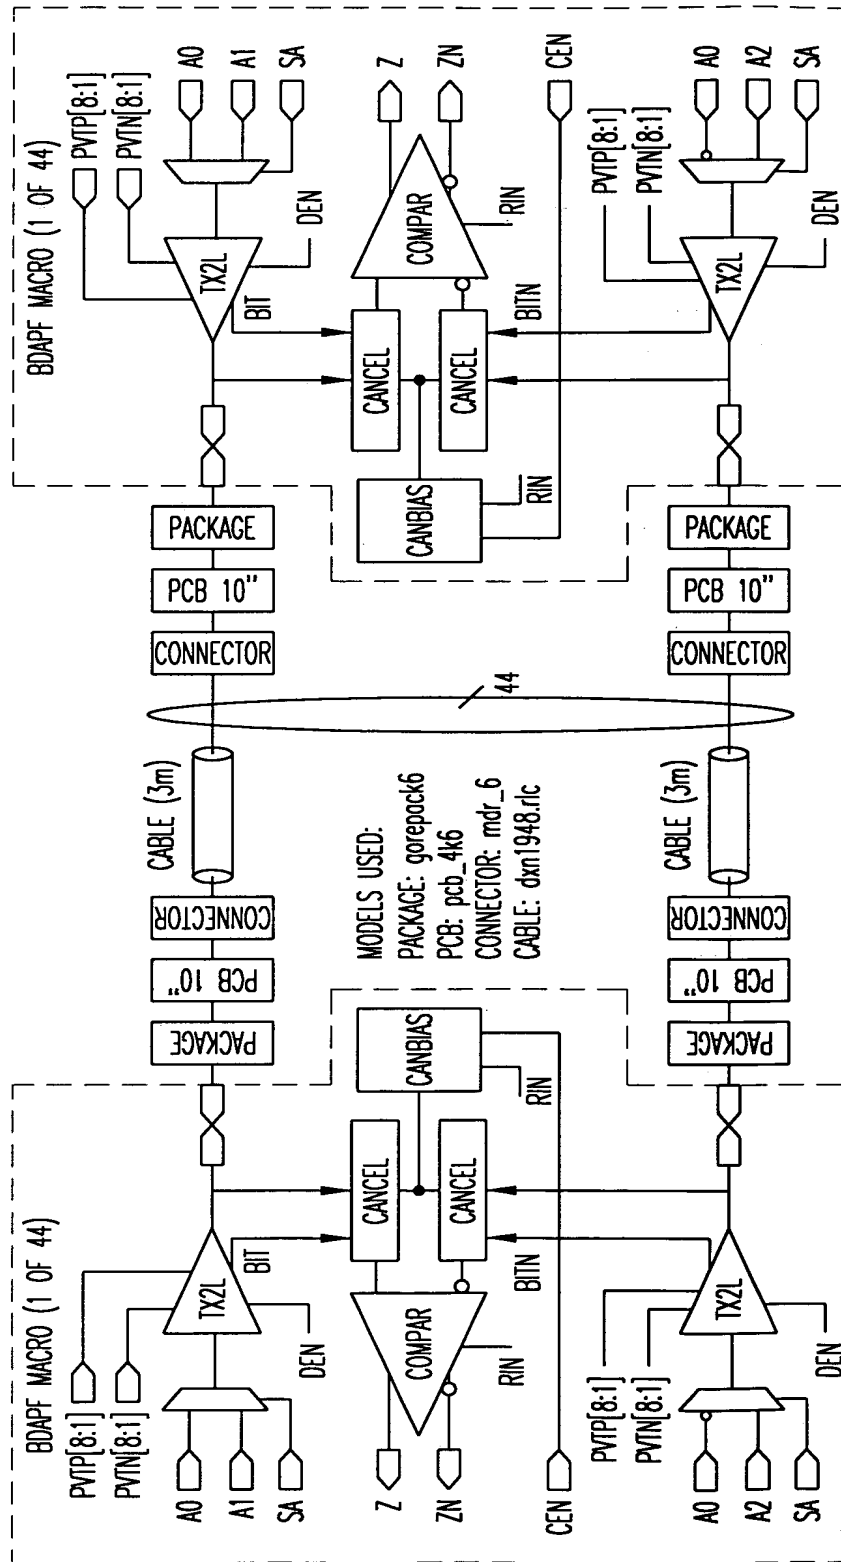 BDAPF MACRO (1 OF 44)
PVTP[8:1]
PVTN[8:1]
A0
A1
SA
TX2L
DEN
BIT
Z
ZN
COMPAR
RIN
CANCEL
CANCEL
CANBIAS
RIN
CEN
BITN
PVTP[8:1]
PVTN[8:1]
A0
A2
SA
TX2L
DEN
PACKAGE
PCB 10"
CONNECTOR
CABLE (3m)
CONNECTOR
PCB 10"
PACKAGE
MODELS USED:
PACKAGE: gorepack6
PCB: pcb_4k6
CONNECTOR: mdr_6
CABLE: dxn1948.rlc
44
PACKAGE
PCB 10"
CONNECTOR
CABLE (3m)
CONNECTOR
PCB 10"
PACKAGE
BDAPF MACRO (1 OF 44)
PVTP[8:1]
PVTN[8:1]
A0
A1
SA
TX2L
DEN
BIT
Z
ZN
COMPAR
RIN
CANCEL
CANCEL
CANBIAS
RIN
CEN
BITN
PVTP[8:1]
PVTN[8:1]
A0
A2
SA
TX2L
DEN